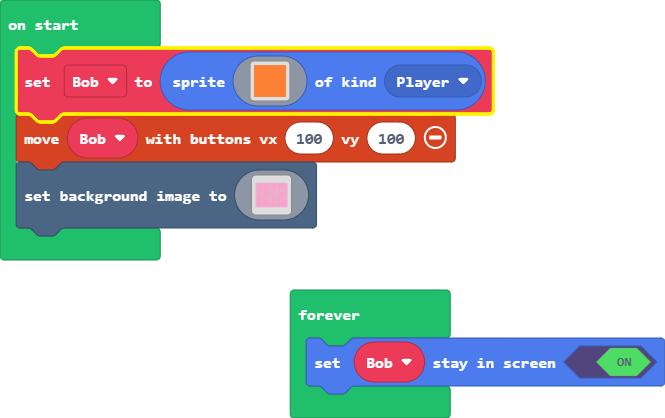 on start
set Bob to sprite of kind Player
move Bob with buttons vx 100 vy 100
set background image to
forever
set Bob stay in screen ON